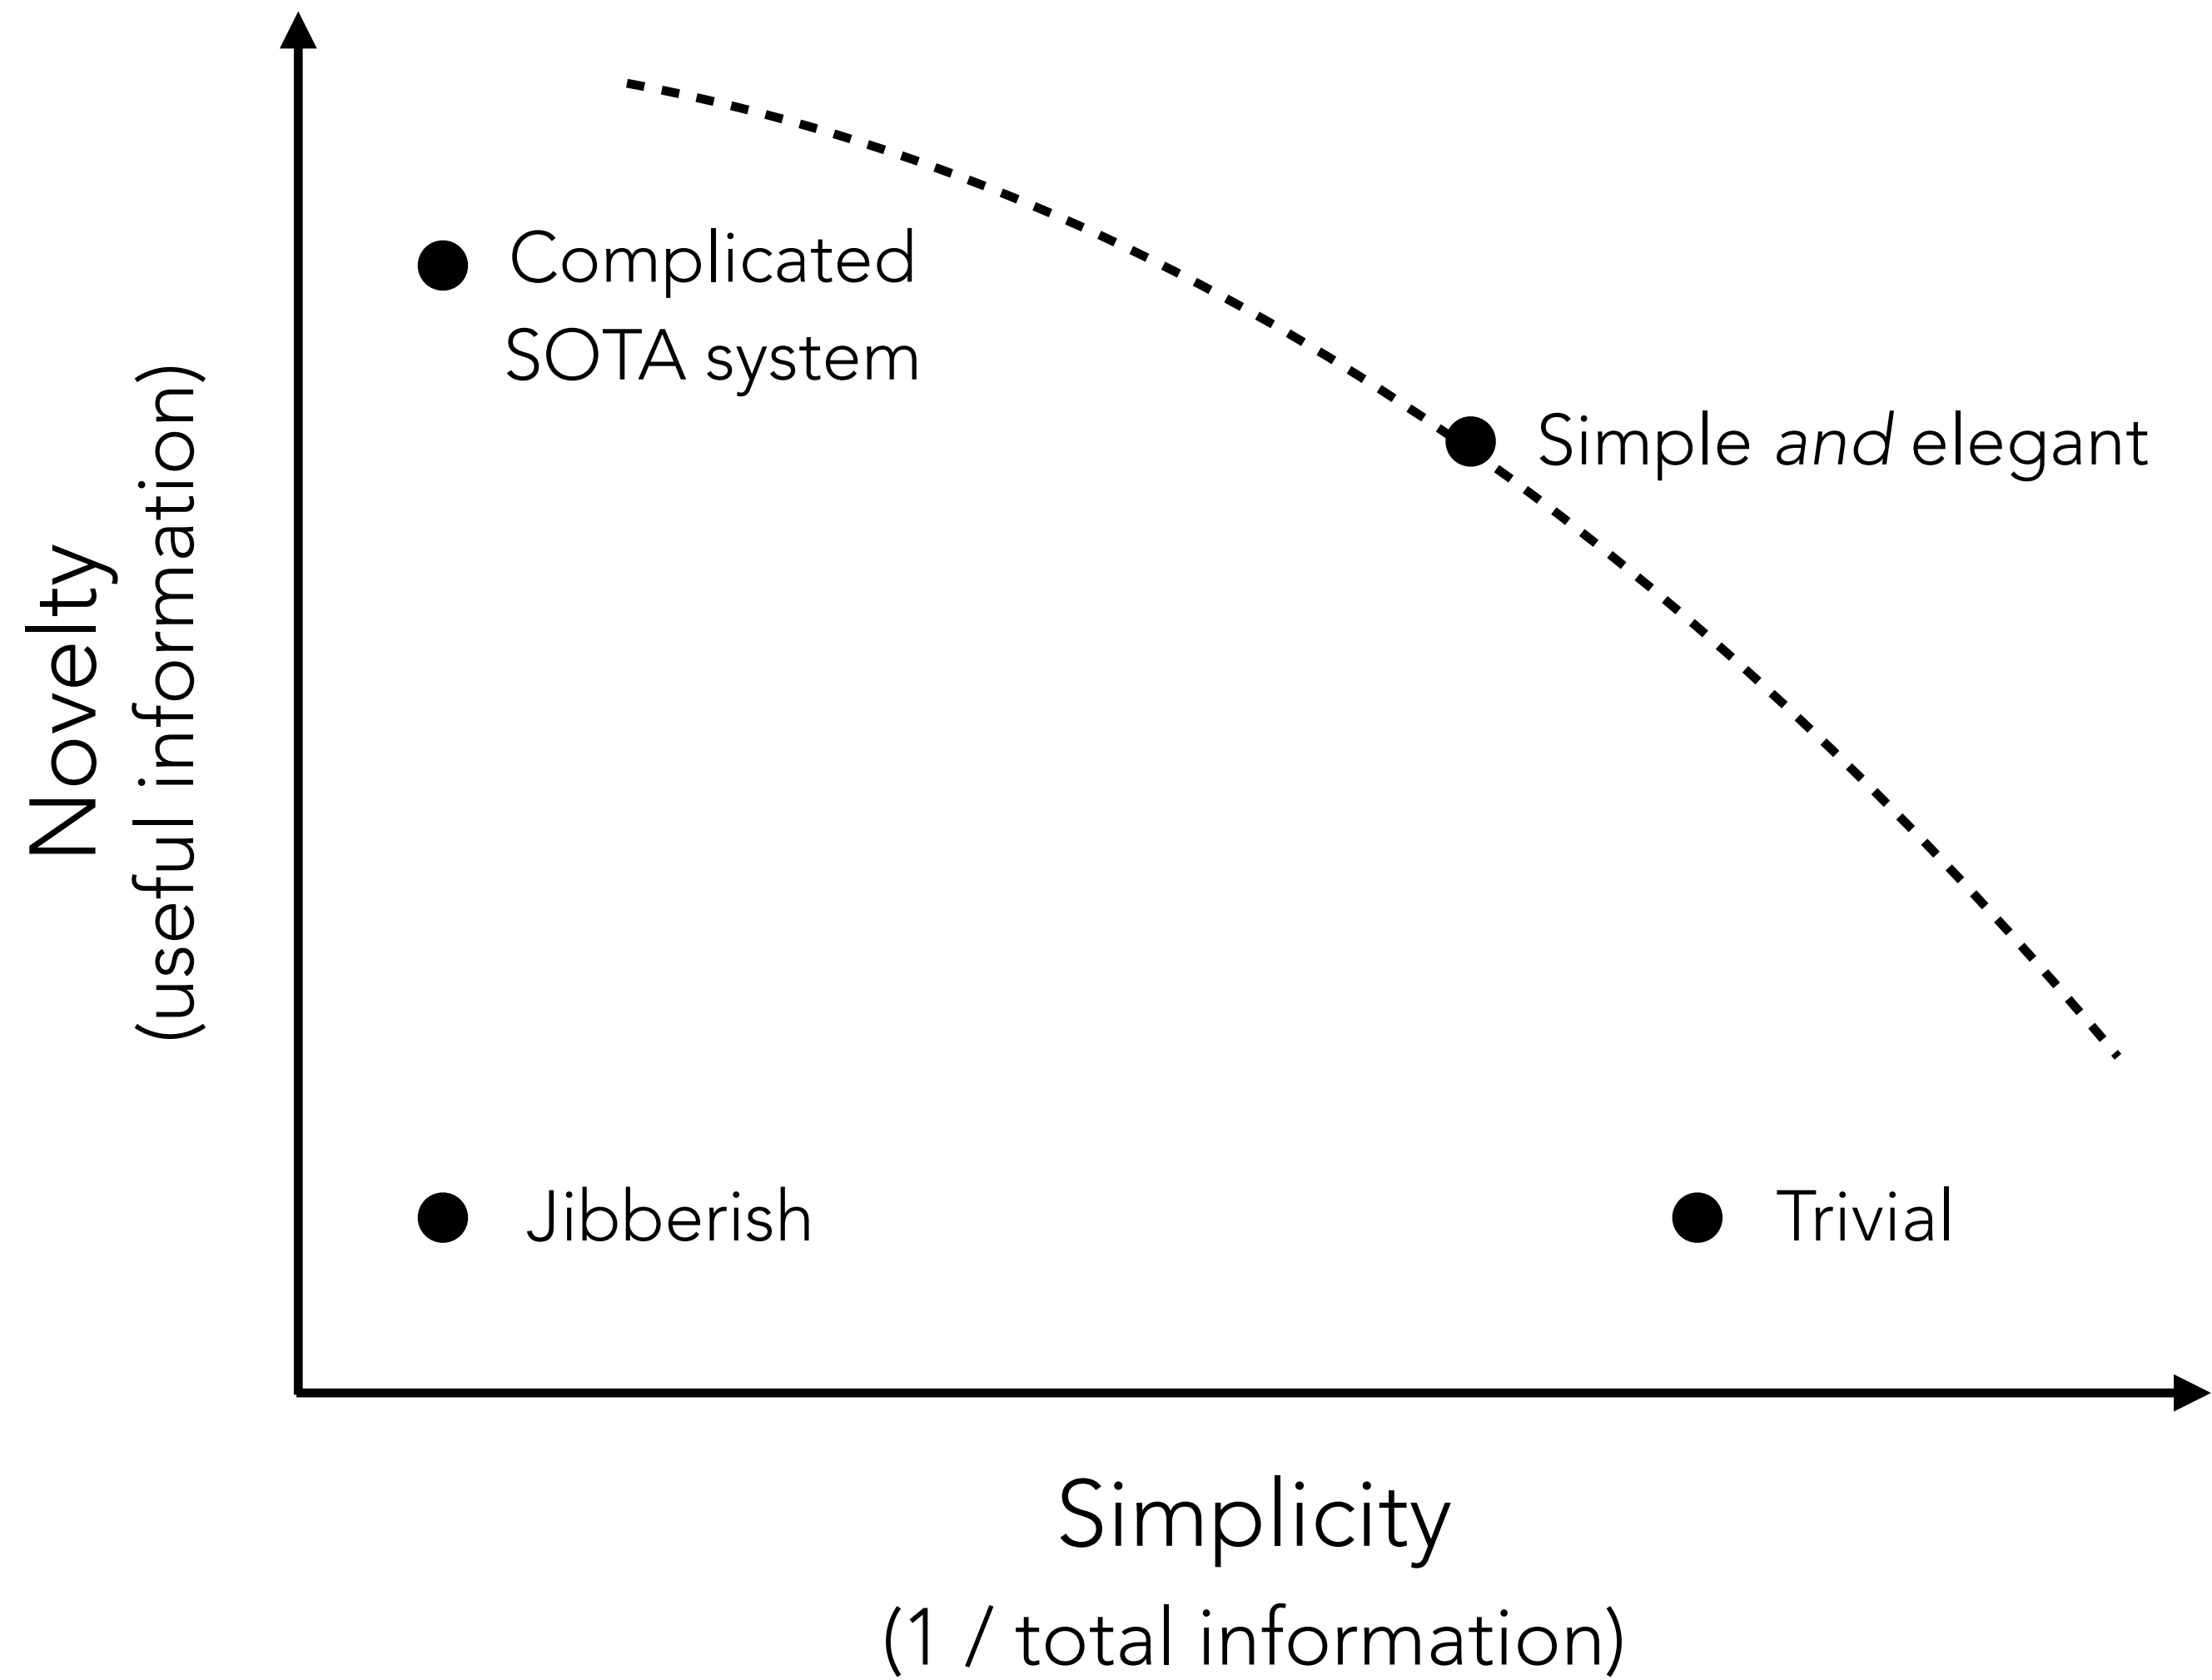 Novelty
(useful information)
Complicated
SOTA system
Simple and elegant
Jibberish
Trivial
Simplicity
(1 / total information)